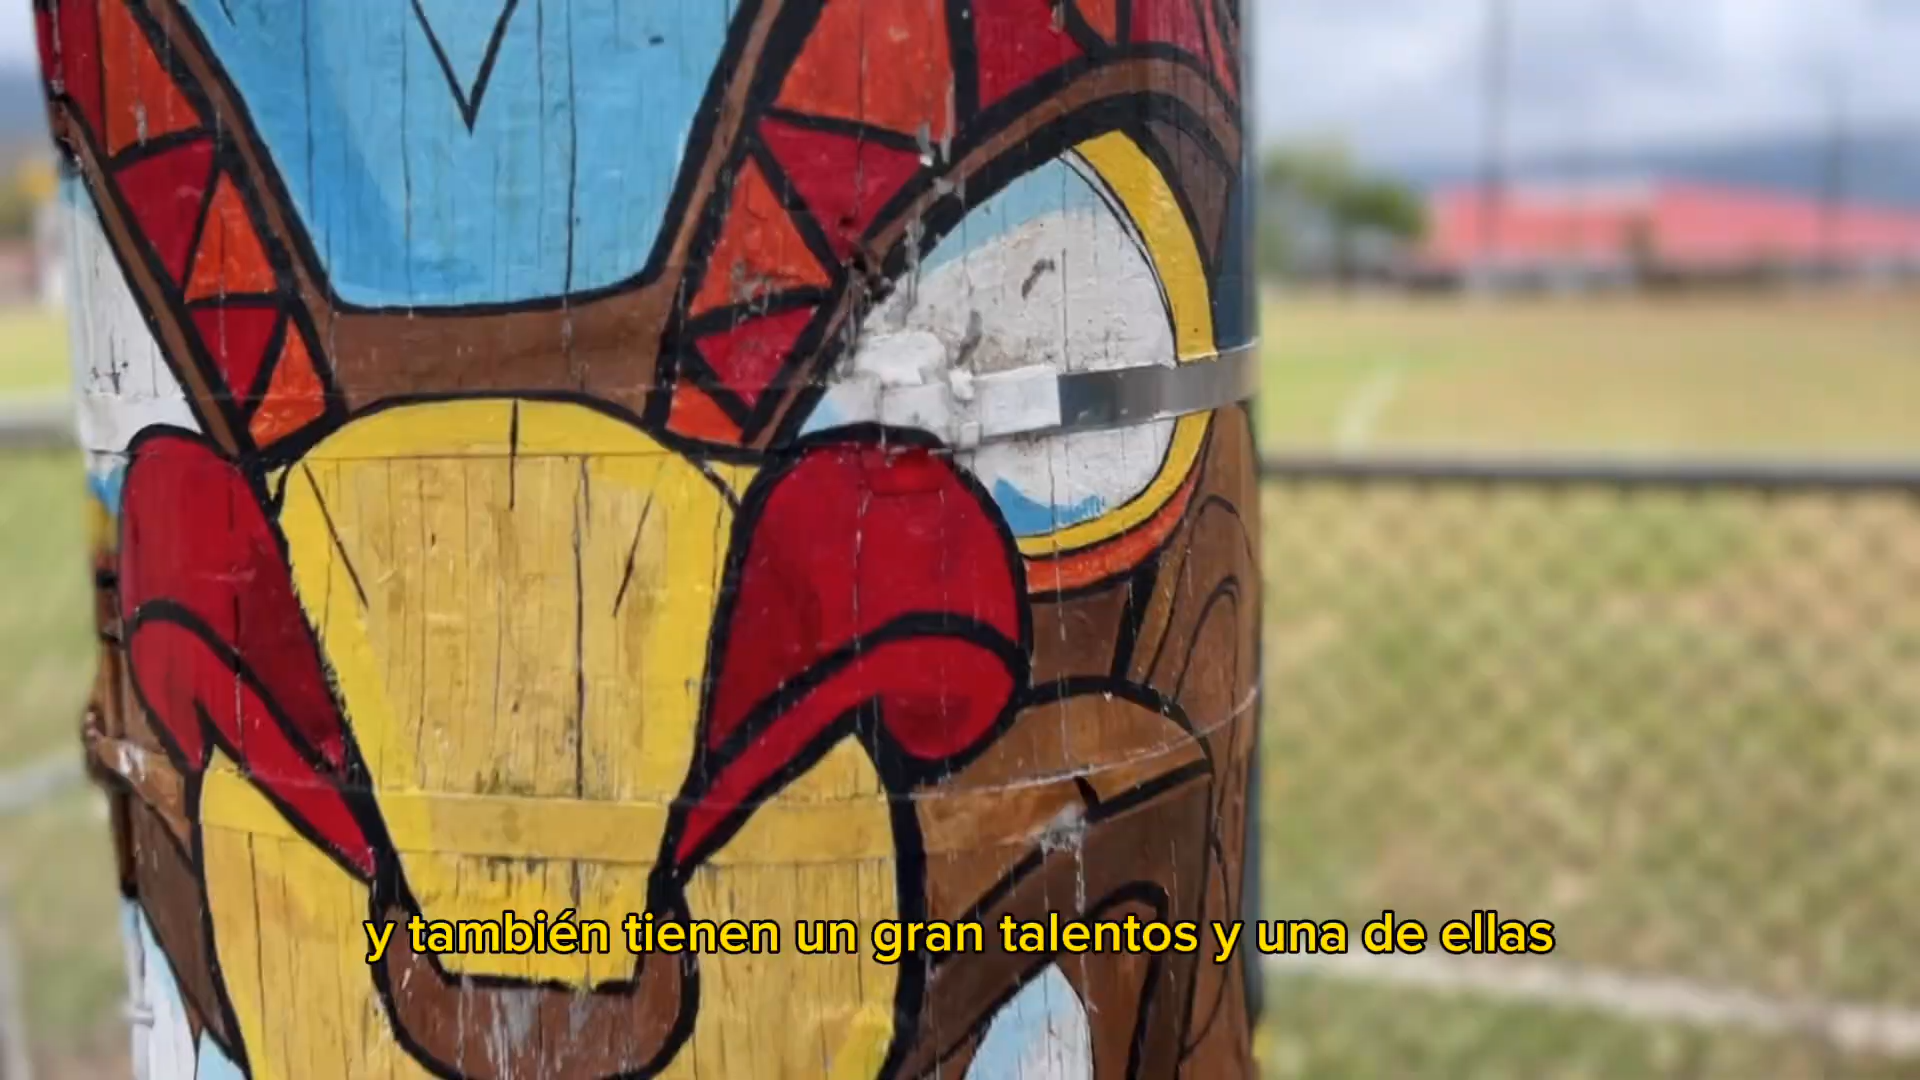 y también tienen un gran talentos y una de ellas